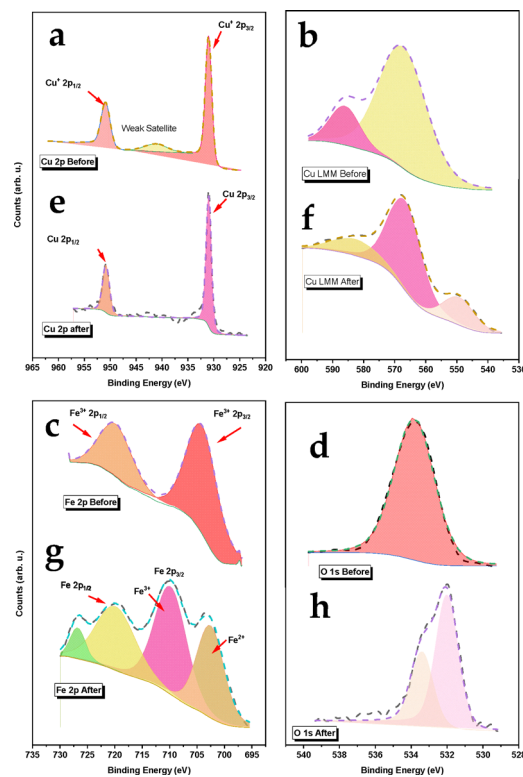 a
Cu⁺ 2p3/2
Cu⁺ 2p1/2
Weak Satellite
Cu 2p Before
e
Cu 2p3/2
Cu 2p1/2
Cu 2p after
Counts (arb. u.)
965 960 955 950 945 940 935 930 925 920
Binding Energy (eV)
b
Cu LMM Before
f
Cu LMM After
600 590 580 570 560 550 540
Binding Energy (eV)
c
Fe³⁺ 2p1/2
Fe³⁺ 2p3/2
Fe 2p Before
g
Fe 2p3/2
Fe 2p1/2
Fe³⁺
Fe²⁺
Fe 2p After
Counts (arb. u.)
735 730 725 720 715 710 705 700 695
Binding Energy (eV)
d
O 1s Before
h
O 1s After
540 538 536 534 532 530 528
Binding Energy (eV)